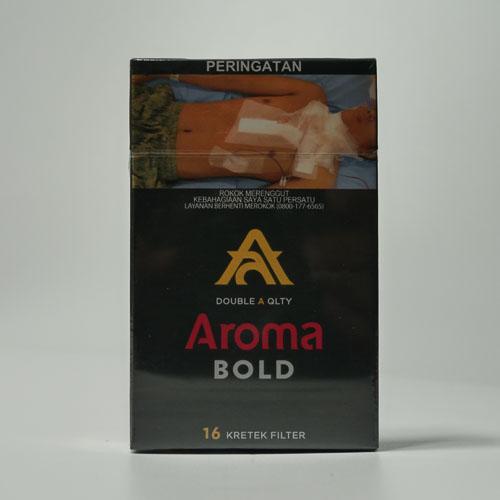 PERINGATAN
ROKOK MERENGGUT
KEBAHAGIAAN SAYA SATU PERSATU
LAYANAN BERHENTI MEROKOK (0800-177-6565)
DOUBLE A QLTY
Aroma
BOLD
16 KRETEK FILTER